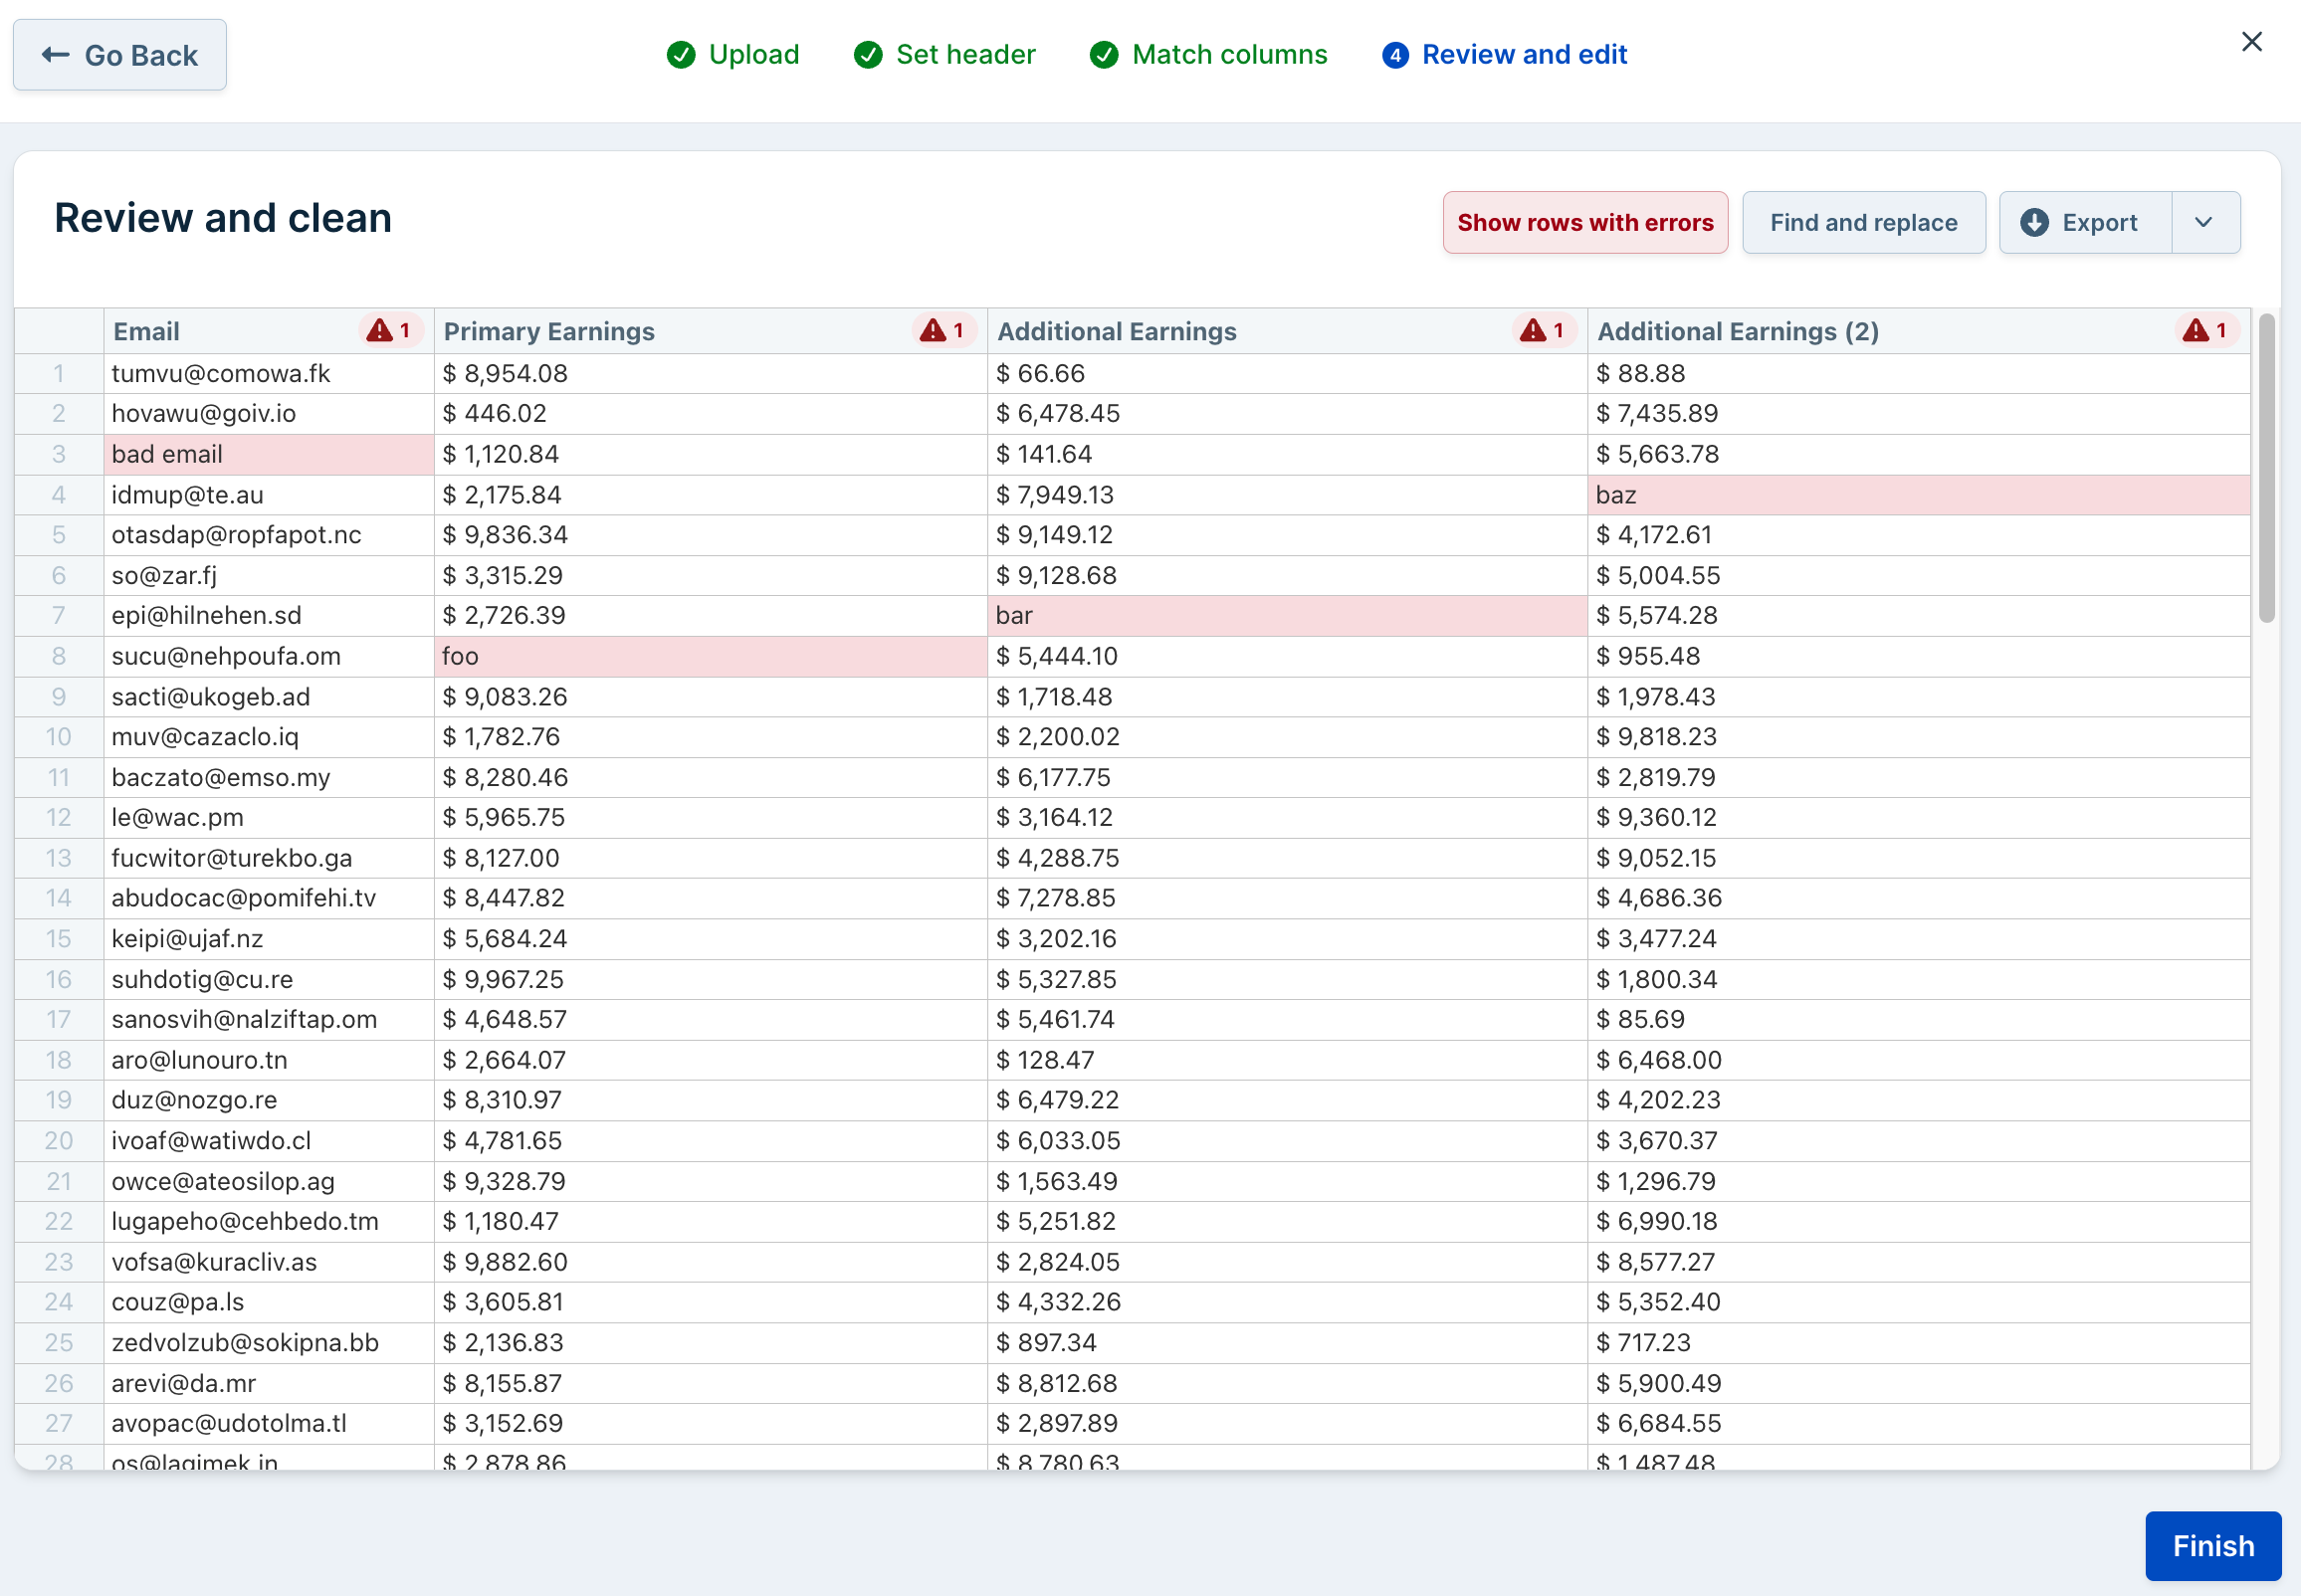 Go Back Upload Set header Match columns 4 Review and edit
Review and clean Show rows with errors Find and replace Export
Email 1 Primary Earnings 1 Additional Earnings 1 Additional Earnings (2) 1
1 tumvu@comowa.fk $ 8,954.08 $ 66.66 $ 88.88
2 hovawu@goiv.io $ 446.02 $ 6,478.45 $ 7,435.89
3 bad email $ 1,120.84 $ 141.64 $ 5,663.78
4 idmup@te.au $ 2,175.84 $ 7,949.13 baz
5 otasdap@ropfapot.nc $ 9,836.34 $ 9,149.12 $ 4,172.61
6 so@zar.fj $ 3,315.29 $ 9,128.68 $ 5,004.55
7 epi@hilnehen.sd $ 2,726.39 bar $ 5,574.28
8 sucu@nehpoufa.om foo $ 5,444.10 $ 955.48
9 sacti@ukogeb.ad $ 9,083.26 $ 1,718.48 $ 1,978.43
10 muv@cazaclo.iq $ 1,782.76 $ 2,200.02 $ 9,818.23
11 baczato@emso.my $ 8,280.46 $ 6,177.75 $ 2,819.79
12 le@wac.pm $ 5,965.75 $ 3,164.12 $ 9,360.12
13 fucwitor@turekbo.ga $ 8,127.00 $ 4,288.75 $ 9,052.15
14 abudocac@pomifehi.tv $ 8,447.82 $ 7,278.85 $ 4,686.36
15 keipi@ujaf.nz $ 5,684.24 $ 3,202.16 $ 3,477.24
16 suhdotig@cu.re $ 9,967.25 $ 5,327.85 $ 1,800.34
17 sanosvih@nalziftap.om $ 4,648.57 $ 5,461.74 $ 85.69
18 aro@lunouro.tn $ 2,664.07 $ 128.47 $ 6,468.00
19 duz@nozgo.re $ 8,310.97 $ 6,479.22 $ 4,202.23
20 ivoaf@watiwdo.cl $ 4,781.65 $ 6,033.05 $ 3,670.37
21 owce@ateosilop.ag $ 9,328.79 $ 1,563.49 $ 1,296.79
22 lugapeho@cehbedo.tm $ 1,180.47 $ 5,251.82 $ 6,990.18
23 vofsa@kuracliv.as $ 9,882.60 $ 2,824.05 $ 8,577.27
24 couz@pa.ls $ 3,605.81 $ 4,332.26 $ 5,352.40
25 zedvolzub@sokipna.bb $ 2,136.83 $ 897.34 $ 717.23
26 arevi@da.mr $ 8,155.87 $ 8,812.68 $ 5,900.49
27 avopac@udotolma.tl $ 3,152.69 $ 2,897.89 $ 6,684.55
28 $ 2,878.86 $ 8,780.63 $ 1,487.48
Finish